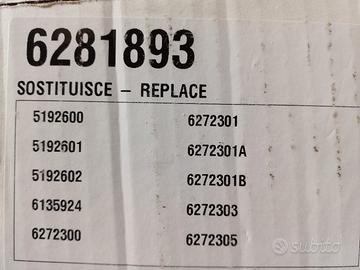 6281893
SOSTITUISCE – REPLACE
5192600 6272301
5192601 6272301A
5192602 6272301B
6135924 6272303
6272300 6272305
subito